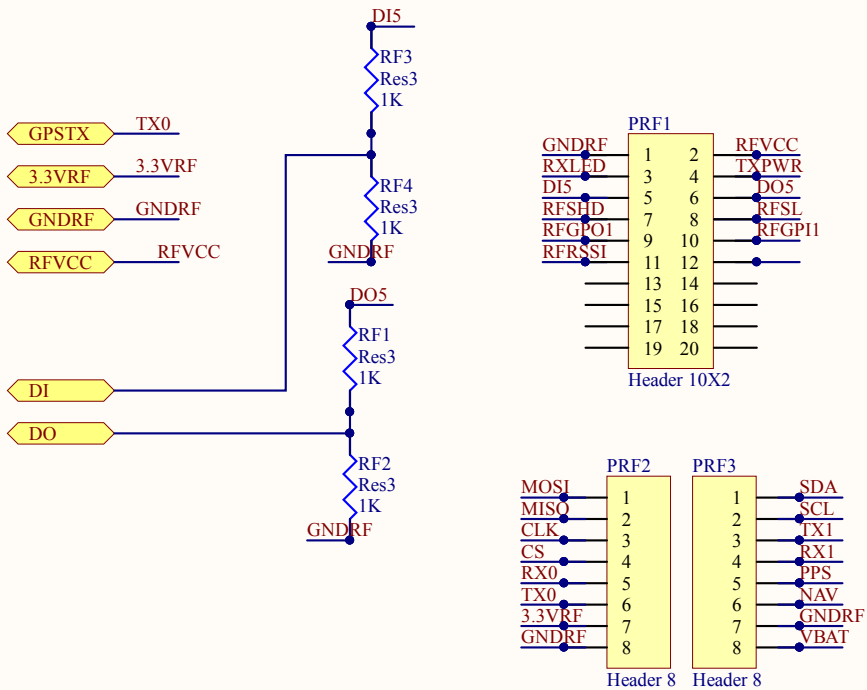 DI5
RF3
Res3
1K
GPSTX TX0
3.3VRF 3.3VRF
GNDRF GNDRF
RFVCC RFVCC
RF4
Res3
1K
GNDRF
DO5
RF1
Res3
1K
DI
DO
RF2
Res3
1K
GNDRF
PRF1
GNDRF 1 2 RFVCC
RXLED 3 4 TXPWR
DI5 5 6 DO5
RFSHD 7 8 RFSL
RFGPO1 9 10 RFGPI1
RFRSSI 11 12
13 14
15 16
17 18
19 20
Header 10X2
PRF2
MOSI 1
MISO 2
CLK 3
CS 4
RX0 5
TX0 6
3.3VRF 7
GNDRF 8
Header 8
PRF3
1 SDA
2 SCL
3 TX1
4 RX1
5 PPS
6 NAV
7 GNDRF
8 VBAT
Header 8